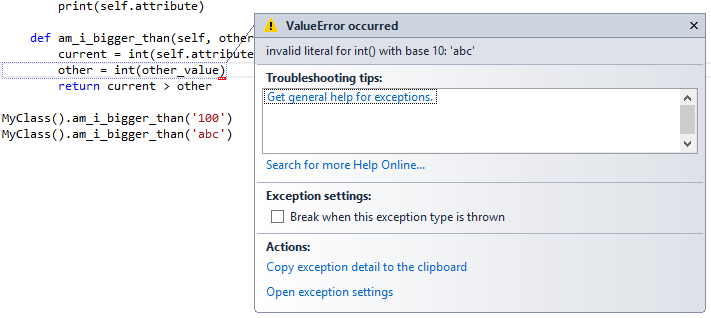 print(self.attribute)
def am_i_bigger_than(self, other
current = int(self.attribute
other = int(other_value)
return current > other
MyClass().am_i_bigger_than('100')
MyClass().am_i_bigger_than('abc')
ValueError occurred
invalid literal for int() with base 10: 'abc'
Troubleshooting tips:
Get general help for exceptions.
Search for more Help Online...
Exception settings:
Break when this exception type is thrown
Actions:
Copy exception detail to the clipboard
Open exception settings